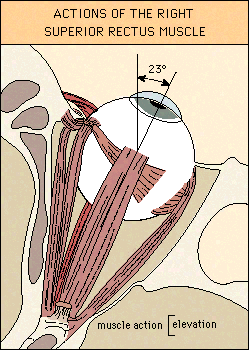 ACTIONS OF THE RIGHT
SUPERIOR RECTUS MUSCLE
23°
muscle action [elevation